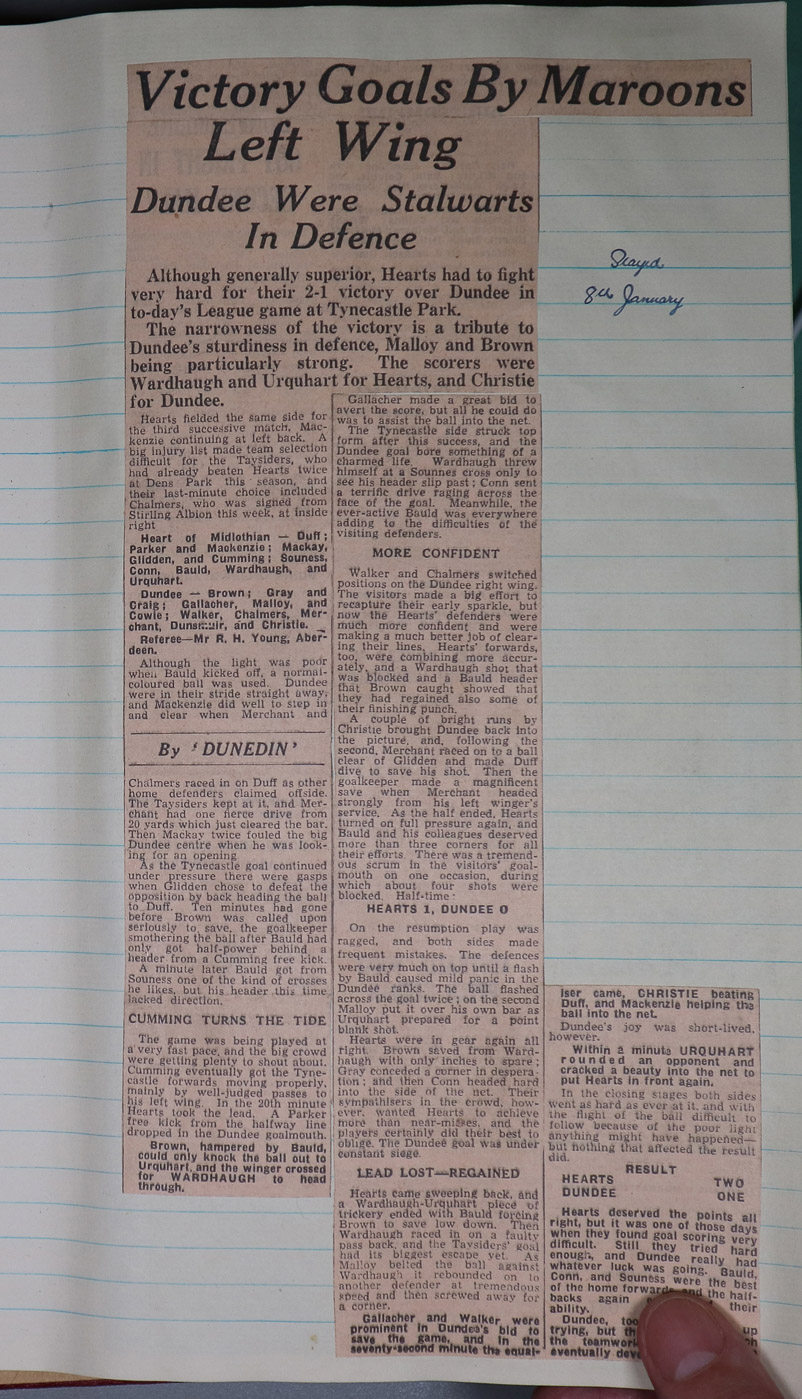 Victory Goals By Maroons
Left Wing
Dundee Were Stalwarts
In Defence
8th January
Although generally superior, Hearts had to fight
very hard for their 2-1 victory over Dundee in
to-day's League game at Tynecastle Park.
The narrowness of the victory is a tribute to
Dundee's sturdiness in defence, Malloy and Brown
being particularly strong. The scorers were
Wardhaugh and Urquhart for Hearts, and Christie
for Dundee.
Hearts fielded the same side for
the third successive match, Mac-
kenzie continuing at left back. A
big injury list made team selection
difficult for the Taysiders, who
had already beaten Hearts twice
at Dens Park this season, and
their last-minute choice included
Chalmers, who was signed from
Stirling Albion this week, at inside
right
Heart of Midlothian — Duff;
Parker and Mackenzie; Mackay,
Glidden, and Cumming; Souness,
Conn, Bauld, Wardhaugh, and
Urquhart.
Dundee — Brown; Gray and
Craig; Gallacher, Malloy, and
Cowie; Walker, Chalmers, Mer-
chant, Dunsmuir, and Christie.
Referee—Mr R. H. Young, Aber-
deen.
Although the light was poor
when Bauld kicked off, a normal-
coloured ball was used. Dundee
were in their stride straight away,
and Mackenzie did well to step in
and clear when Merchant and
By ‘DUNEDIN’
Chalmers raced in on Duff as other
home defenders claimed offside.
The Taysiders kept at it, and Mer-
chant had one fierce drive from
20 yards which just cleared the bar.
Then Mackay twice fouled the big
Dundee centre when he was look-
ing for an opening
As the Tynecastle goal continued
under pressure there were gasps
when Glidden chose to defeat the
opposition by back heading the ball
to Duff. Ten minutes had gone
before Brown was called upon
seriously to save, the goalkeeper
smothering the ball after Bauld had
only got half-power behind a
header from a Cumming free kick.
A minute later Bauld got from
Souness one of the kind of crosses
he likes, but his header this time
lacked direction.
CUMMING TURNS THE TIDE
The game was being played at
a very fast pace, and the big crowd
were getting plenty to shout about.
Cumming eventually got the Tyne-
castle forwards moving properly,
mainly by well-judged passes to
his left wing. In the 20th minute
Hearts took the lead. A Parker
free kick from the halfway line
dropped in the Dundee goalmouth.
Brown, hampered by Bauld,
could only knock the ball out to
Urquhart, and the winger crossed
for WARDHAUGH to head
through.
Gallacher made a great bid to
avert the score, but all he could do
was to assist the ball into the net.
The Tynecastle side struck top
form after this success, and the
Dundee goal bore something of a
charmed life. Wardhaugh threw
himself at a Souness cross only to
see his header slip past; Conn sent
a terrific drive raging across the
face of the goal. Meanwhile, the
ever-active Bauld was everywhere
adding to the difficulties of the
visiting defenders.
MORE CONFIDENT
Walker and Chalmers switched
positions on the Dundee right wing.
The visitors made a big effort to
recapture their early sparkle, but
now the Hearts' defenders were
much more confident and were
making a much better job of clear-
ing their lines, Hearts' forwards,
too, were combining more accur-
ately, and a Wardhaugh shot that
was blocked and a Bauld header
that Brown caught showed that
they had regained also some of
their finishing punch.
A couple of bright runs by
Christie brought Dundee back into
the picture, and, following the
second, Merchant raced on to a ball
clear of Glidden and made Duff
dive to save his shot. Then the
goalkeeper made a magnificent
save when Merchant headed
strongly from his left winger's
service. As the half ended, Hearts
turned on full pressure again, and
Bauld and his colleagues deserved
more than three corners for all
their efforts. There was a tremend-
ous scrum in the visitors' goal-
mouth on one occasion, during
which about four shots were
blocked. Half-time:
HEARTS 1, DUNDEE 0
On the resumption play was
ragged, and both sides made
frequent mistakes. The defences
were very much on top until a flash
by Bauld caused mild panic in the
Dundee ranks. The ball flashed
across the goal twice; on the second
Malloy put it over his own bar as
Urquhart prepared for a point
blank shot.
Hearts were in gear again all
right. Brown saved from Ward-
haugh with only inches to spare;
Gray conceded a corner in despera-
tion; and then Conn headed hard
into the side of the net. Their
sympathisers in the crowd, how-
ever, wanted Hearts to achieve
more than near-misses, and the
players certainly did their best to
oblige. The Dundee goal was under
constant siege.
LEAD LOST—REGAINED
Hearts came sweeping back, and
a Wardhaugh-Urquhart piece of
trickery ended with Bauld forcing
Brown to save low down. Then
Wardhaugh raced in on a faulty
pass back, and the Taysiders' goal
had its biggest escape yet. As
Malloy belted the ball against
Wardhaugh it rebounded on to
another defender at tremendous
speed and then screwed away for
a corner.
Gallacher and Walker were
prominent in Dundee's bid to
save the game, and in the
seventy-second minute the equal-
iser came, CHRISTIE beating
Duff, and Mackenzie helping the
ball into the net.
Dundee's joy was short-lived,
however.
Within a minute URQUHART
rounded an opponent and
cracked a beauty into the net to
put Hearts in front again.
In the closing stages both sides
went as hard as ever at it, and with
the flight of the ball difficult to
follow because of the poor light
anything might have happened—
but nothing that affected the result
did.
RESULT
HEARTS TWO
DUNDEE ONE
Hearts deserved the points all
right, but it was one of those days
when they found goal scoring very
difficult. Still they tried hard
enough, and Dundee really had
whatever luck was going. Bauld,
Conn, and Souness were the best
of the home forwards and the half-
backs again their
ability.
Dundee,
trying, but up
the teamwork
eventually